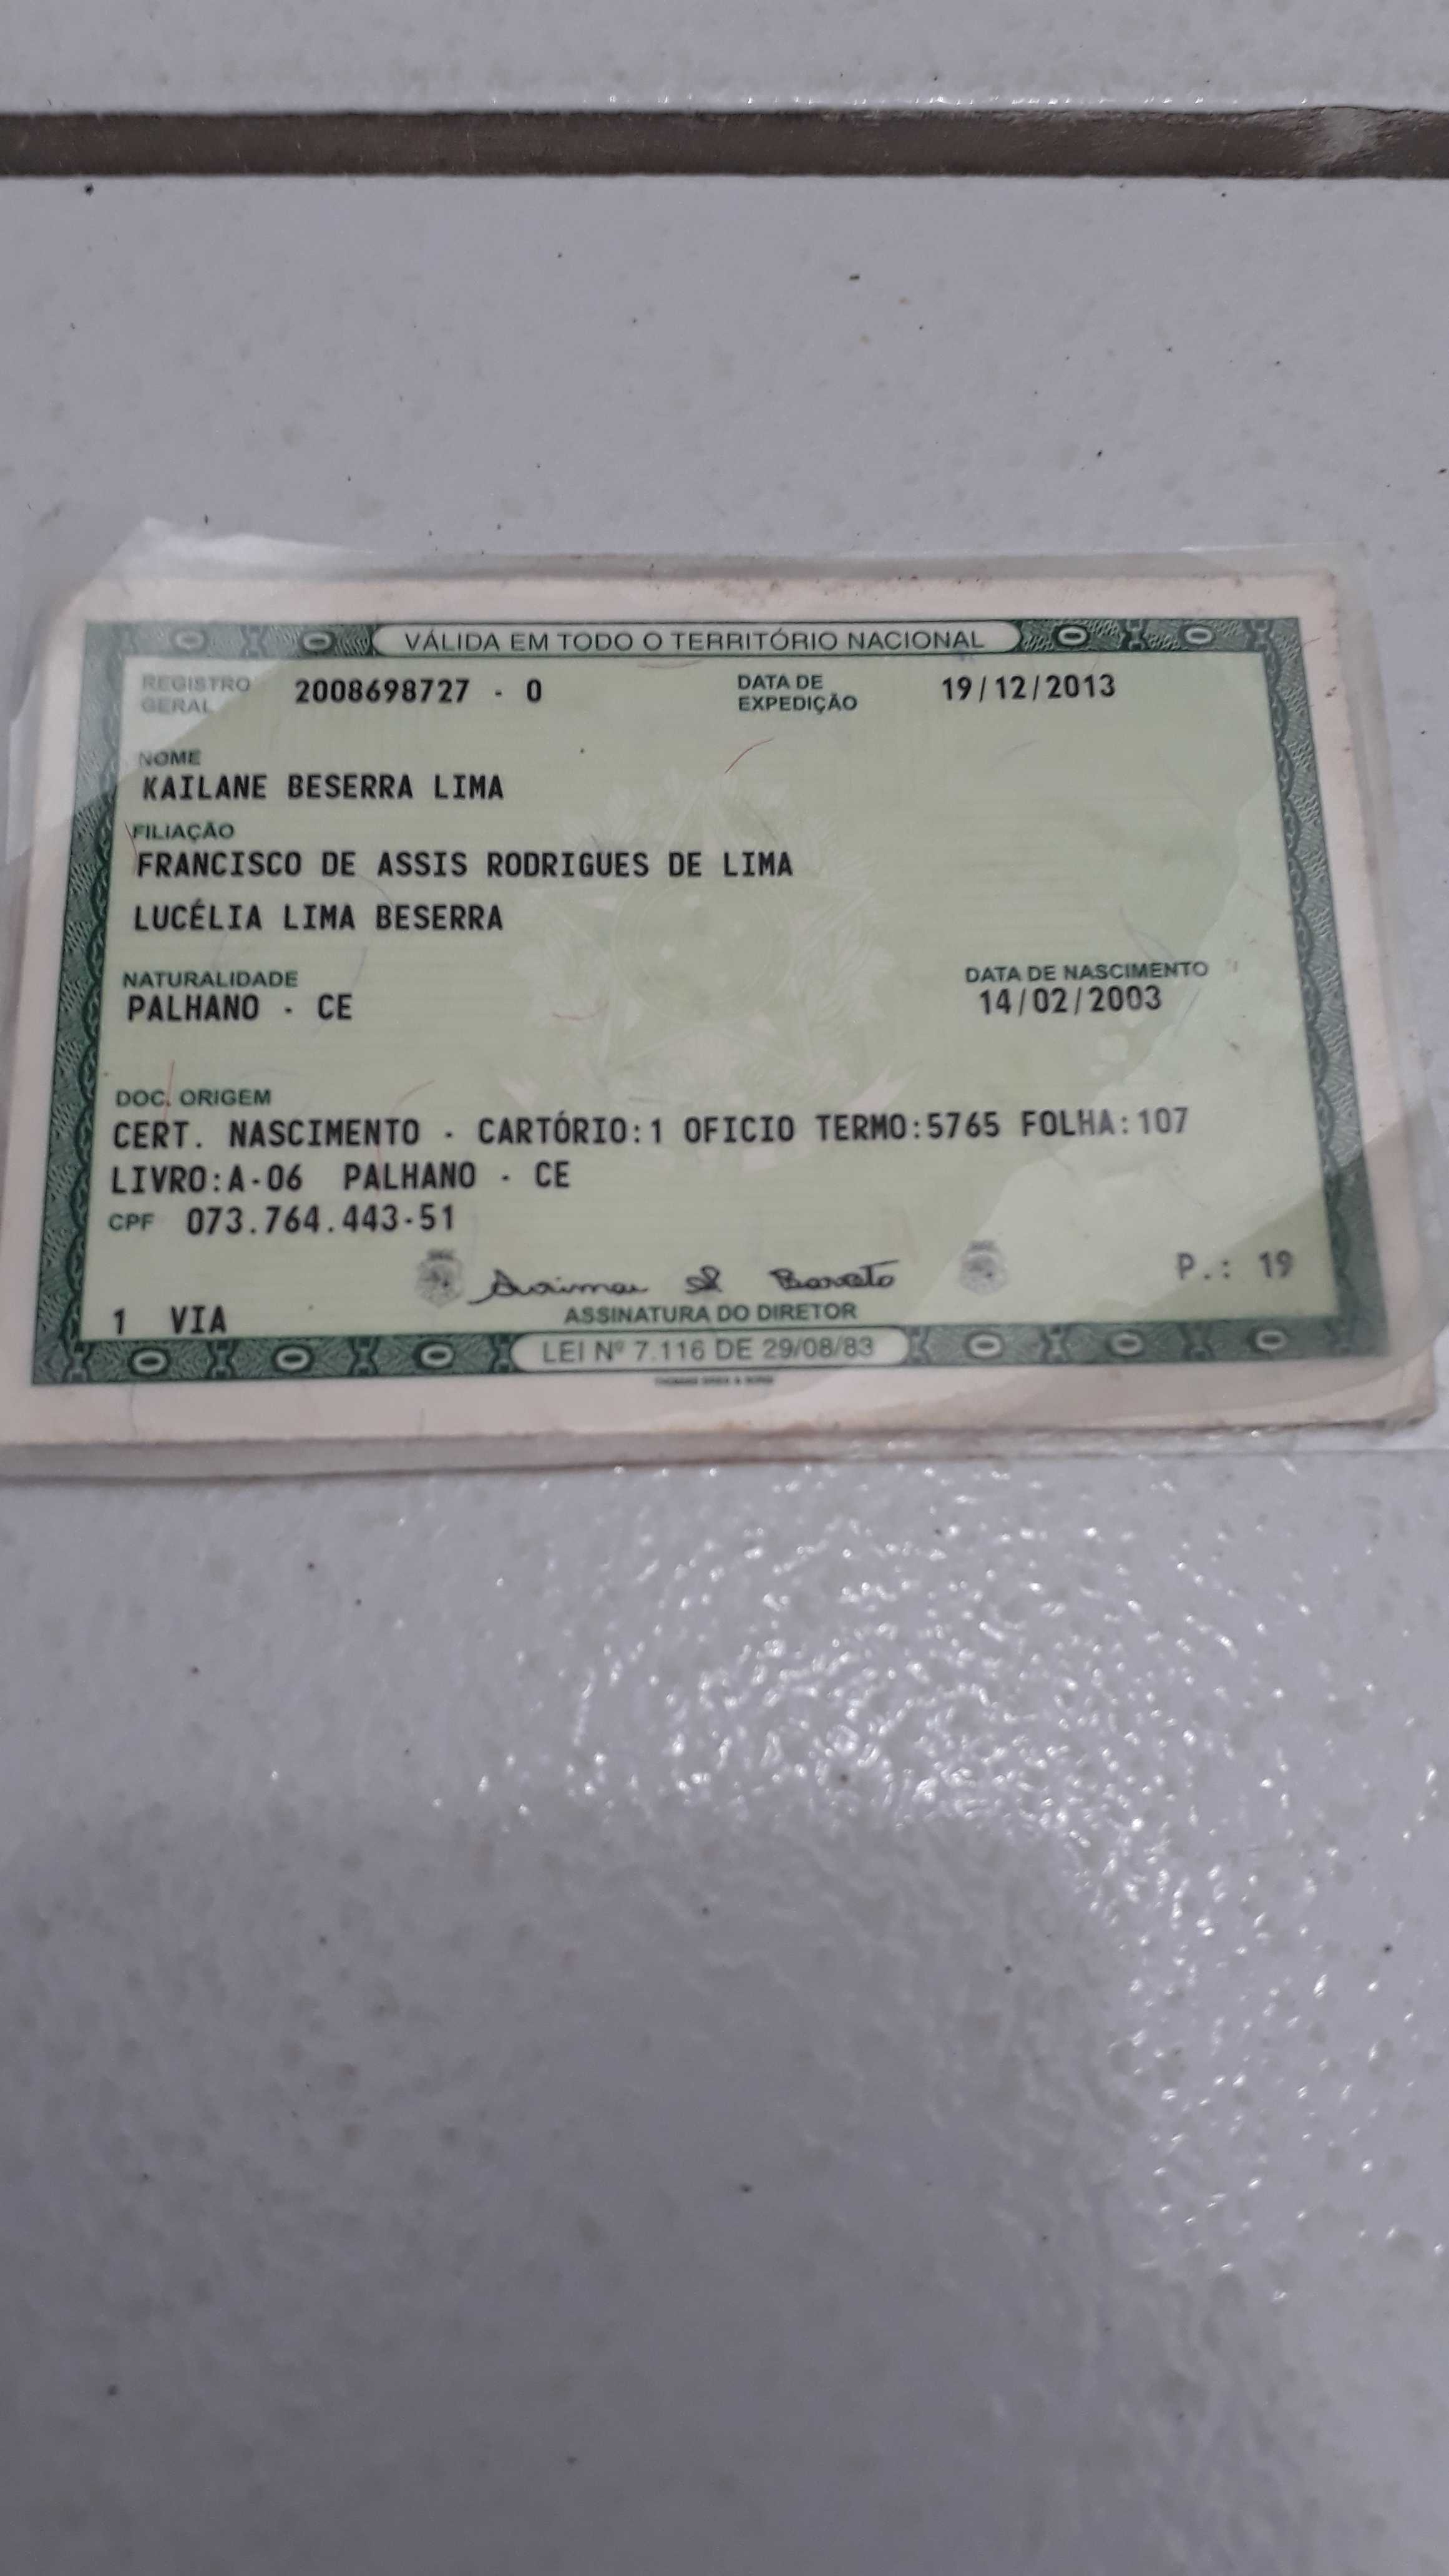 VÁLIDA EM TODO O TERRITÓRIO NACIONAL
REGISTRO GERAL 2008698727 - 0 DATA DE EXPEDIÇÃO 19/12/2013
NOME
KAILANE BESERRA LIMA
FILIAÇÃO
FRANCISCO DE ASSIS RODRIGUES DE LIMA
LUCÉLIA LIMA BESERRA
NATURALIDADE DATA DE NASCIMENTO
PALHANO - CE 14/02/2003
DOC. ORIGEM
CERT. NASCIMENTO - CARTÓRIO:1 OFICIO TERMO:5765 FOLHA:107
LIVRO:A-06 PALHANO - CE
CPF 073.764.443-51
P.: 19
1 VIA ASSINATURA DO DIRETOR
LEI Nº 7.116 DE 29/08/83